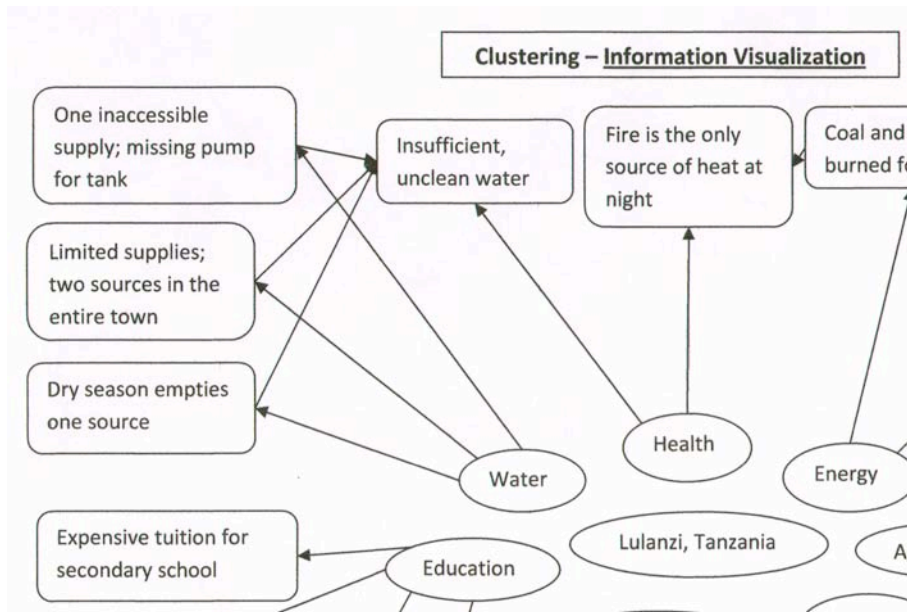 Clustering – Information Visualization
One inaccessible
supply; missing pump
for tank
Insufficient,
unclean water
Fire is the only
source of heat at
night
Coal and
burned
Limited supplies;
two sources in the
entire town
Dry season empties
one source
Water
Health
Energy
Expensive tuition for
secondary school
Education
Lulanzi, Tanzania
A